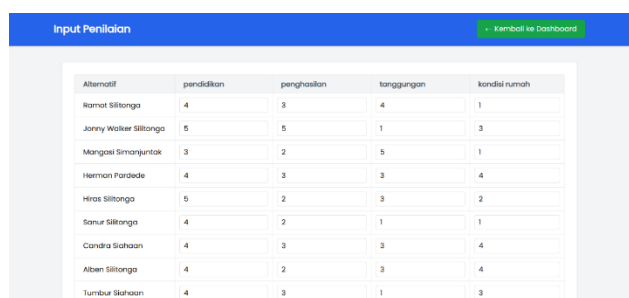 Input Penilaian
← Kembali ke Dashboard
Alternatif pendidikan penghasilan tanggungan kondisi rumah
Ramot Silitonga 4 3 4 1
Jonny Walker Silitonga 5 5 1 3
Mangasi Simanjuntak 3 2 5 1
Herman Pardede 4 3 3 4
Hiras Silitonga 5 2 3 2
Sanur Silitonga 4 2 1 1
Candra Siahaan 4 3 3 4
Alben Silitonga 4 2 3 4
Tumbur Siahaan 4 3 1 3